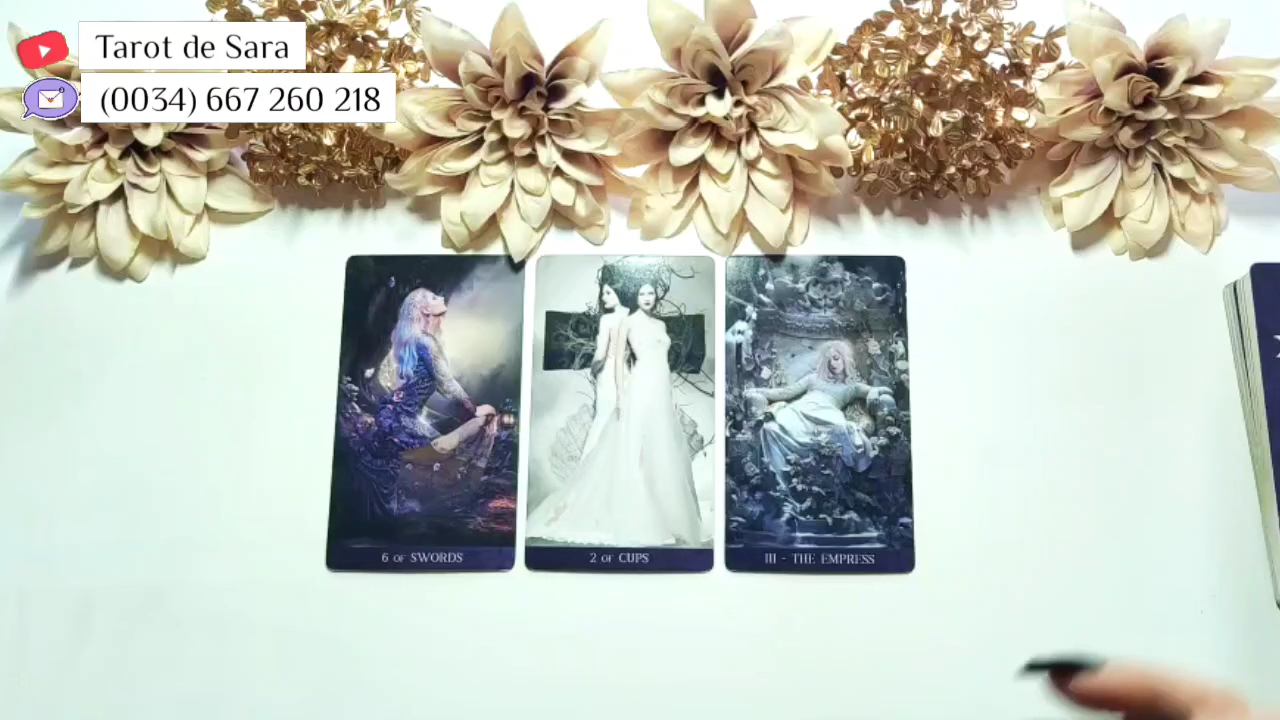 Tarot de Sara
(0034) 667 260 218
6 OF SWORDS
2 OF CUPS
III - THE EMPRESS